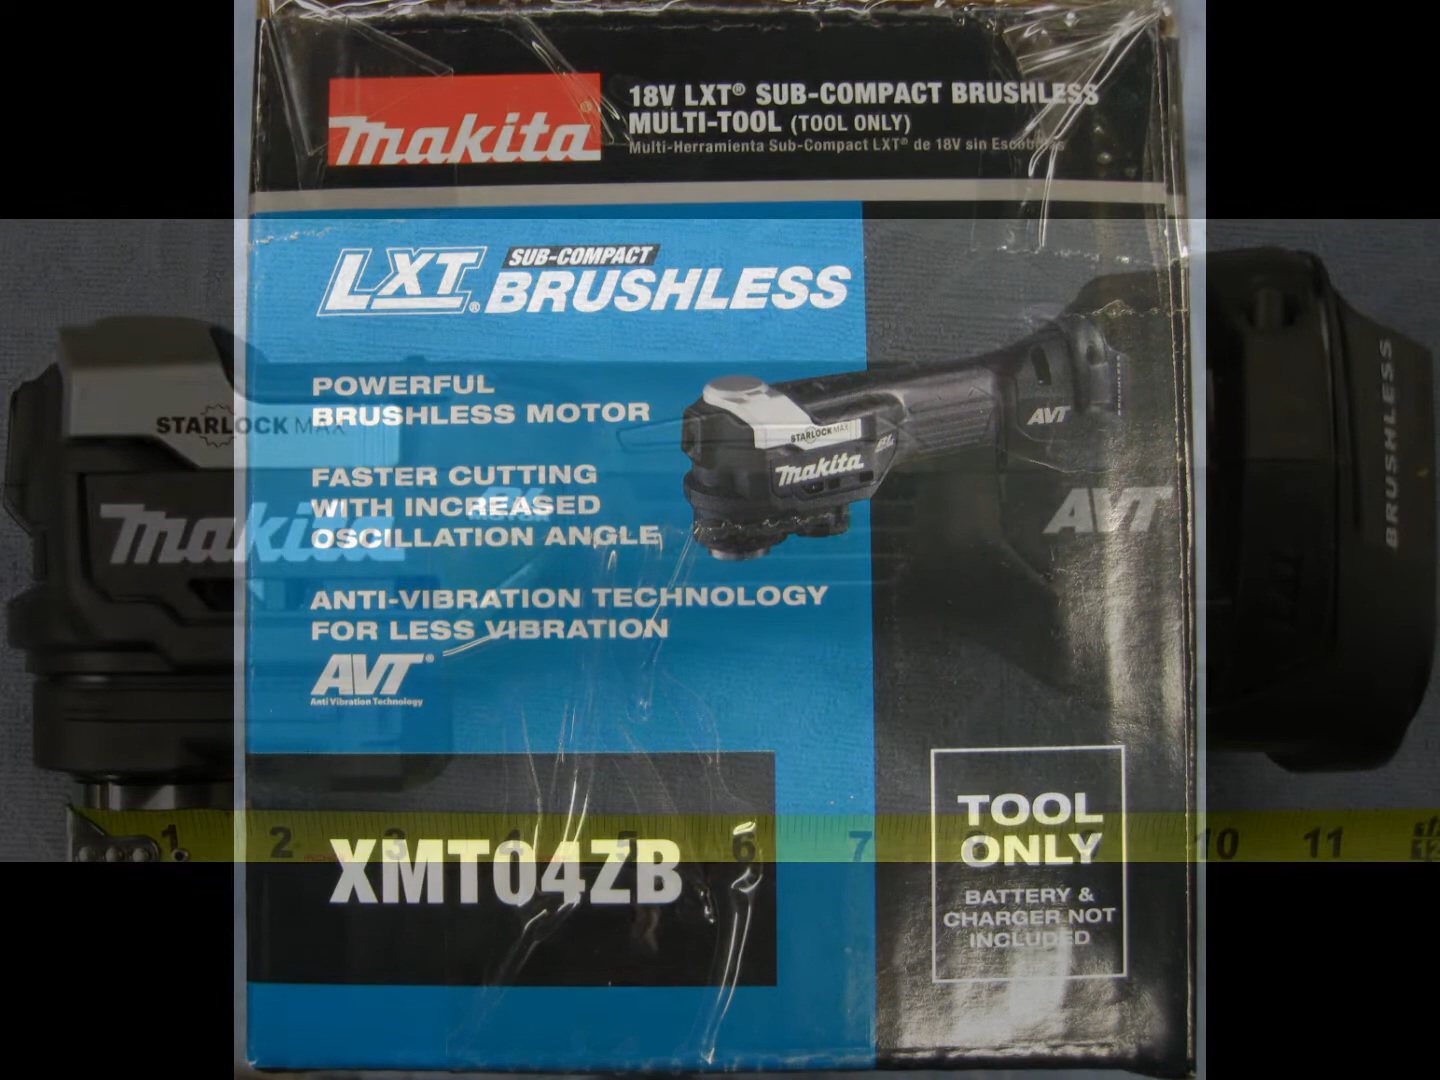 makita®
18V LXT® SUB-COMPACT BRUSHLESS
MULTI-TOOL (TOOL ONLY)
Multi-Herramienta Sub-Compact LXT® de 18V sin Escobillas
LXT® SUB-COMPACT
BRUSHLESS
POWERFUL
BRUSHLESS MOTOR
FASTER CUTTING
WITH INCREASED
OSCILLATION ANGLE
ANTI-VIBRATION TECHNOLOGY
FOR LESS VIBRATION
AVT®
Anti Vibration Technology
STARLOCK MAX
makita
BL
AVT
XMT04ZB
TOOL
ONLY
BATTERY &
CHARGER NOT
INCLUDED
STARLOCK MAX
makita
AVT
BRUSHLESS
1 2 3 4 5 6 7 8 9 10 11